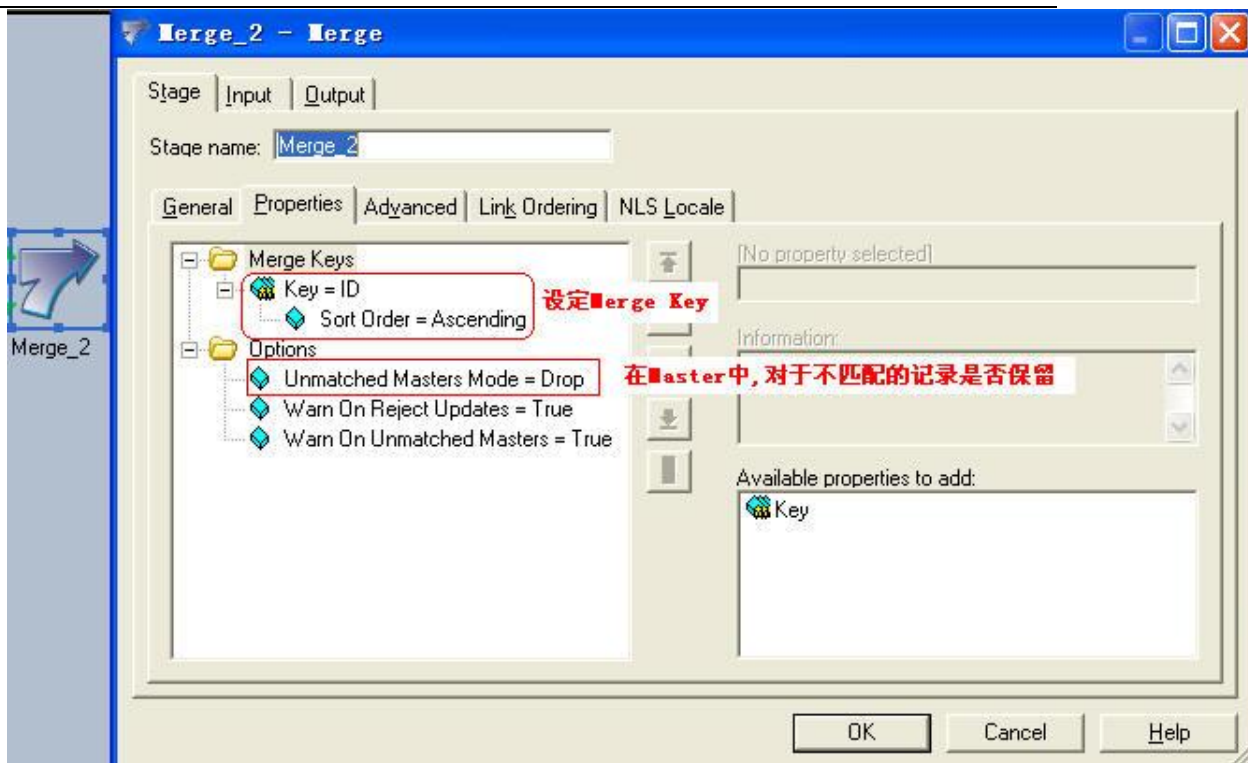 Merge_2 - Merge
Stage Input Output
Stage name: Merge_2
General Properties Advanced Link Ordering NLS Locale
Merge Keys
Key = ID
Sort Order = Ascending
设定Merge Key
Options
Unmatched Masters Mode = Drop
在Master中,对于不匹配的记录是否保留
Warn On Reject Updates = True
Warn On Unmatched Masters = True
[No property selected]
Information:
Available properties to add:
Key
OK Cancel Help
Merge_2